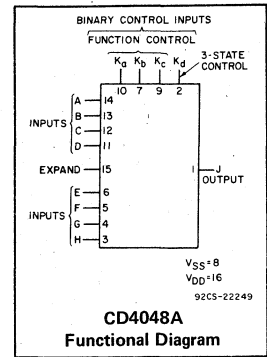 BINARY CONTROL INPUTS
FUNCTION CONTROL
3-STATE
CONTROL
Ka Kb Kc Kd
10 7 9 2
A 14
B 13
INPUTS
C 12
D 11
EXPAND 15
1 J
OUTPUT
E 6
F 5
INPUTS
G 4
H 3
VSS=8
VDD=16
92CS-22249
CD4048A
Functional Diagram